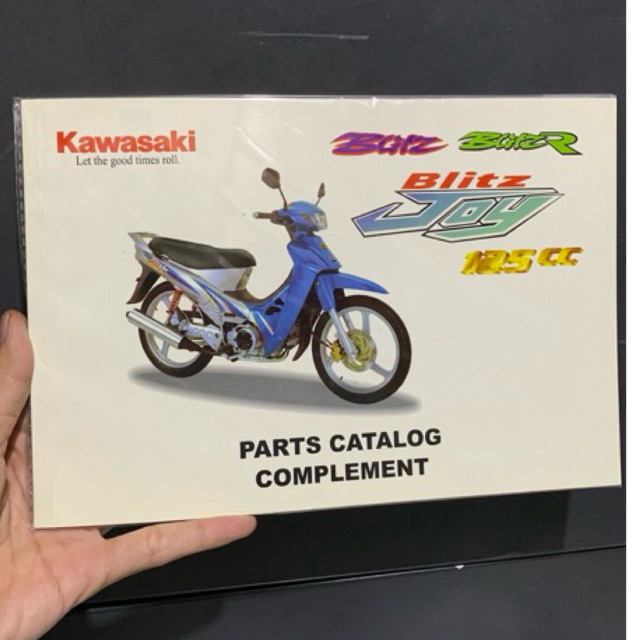 Kawasaki
Let the good times roll.
Blitz
Blitz R
Blitz
Joy
125 cc
PARTS CATALOG
COMPLEMENT